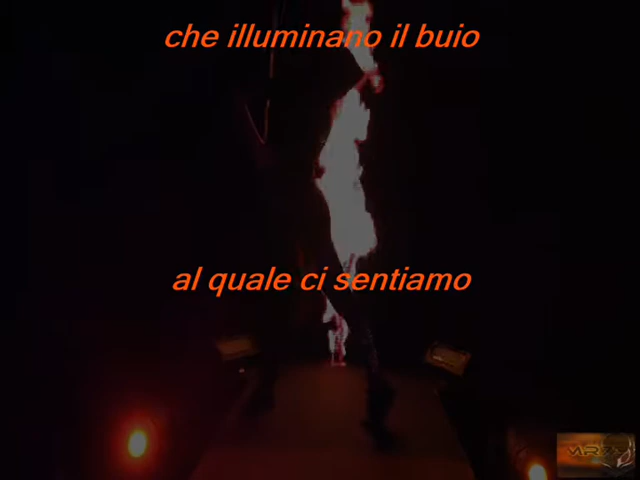 che illuminano il buio
al quale ci sentiamo